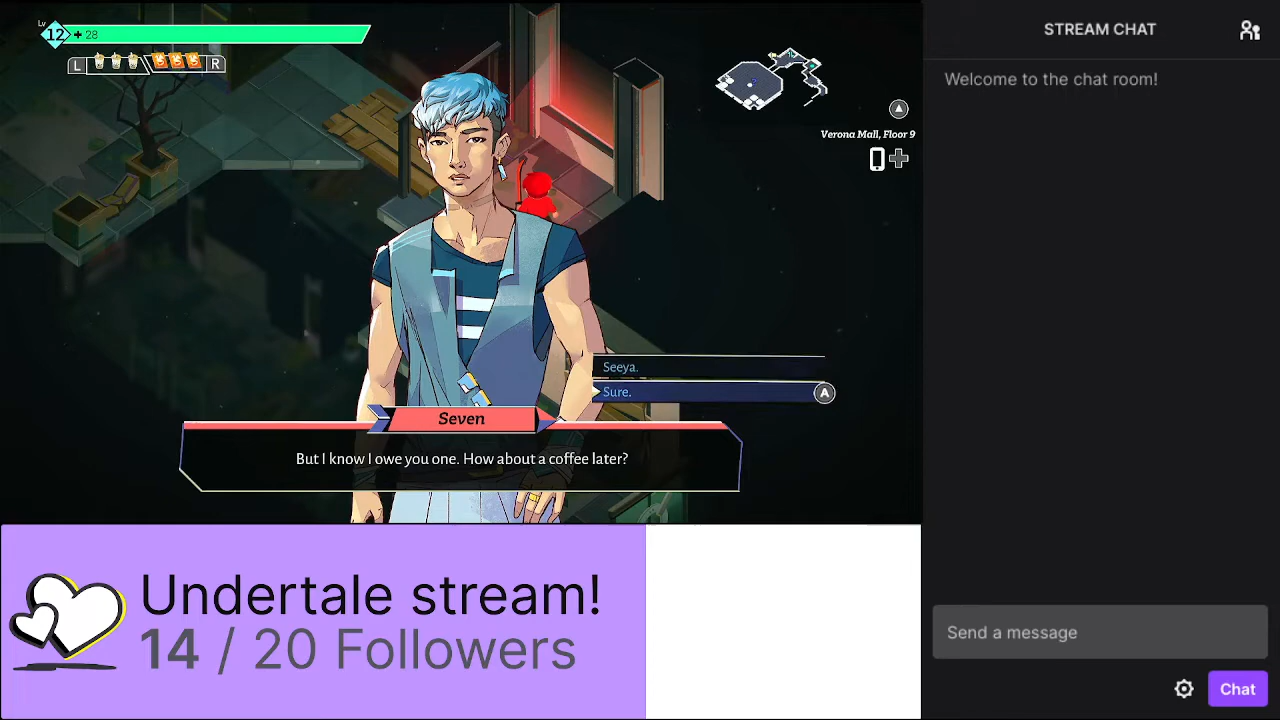 Lv
12 + 28
L
R
STREAM CHAT
Welcome to the chat room!
Verona Mall, Floor 9
Seeya.
Sure.
A
Seven
But I know I owe you one. How about a coffee later?
Undertale stream!
14 / 20 Followers
Send a message
Chat